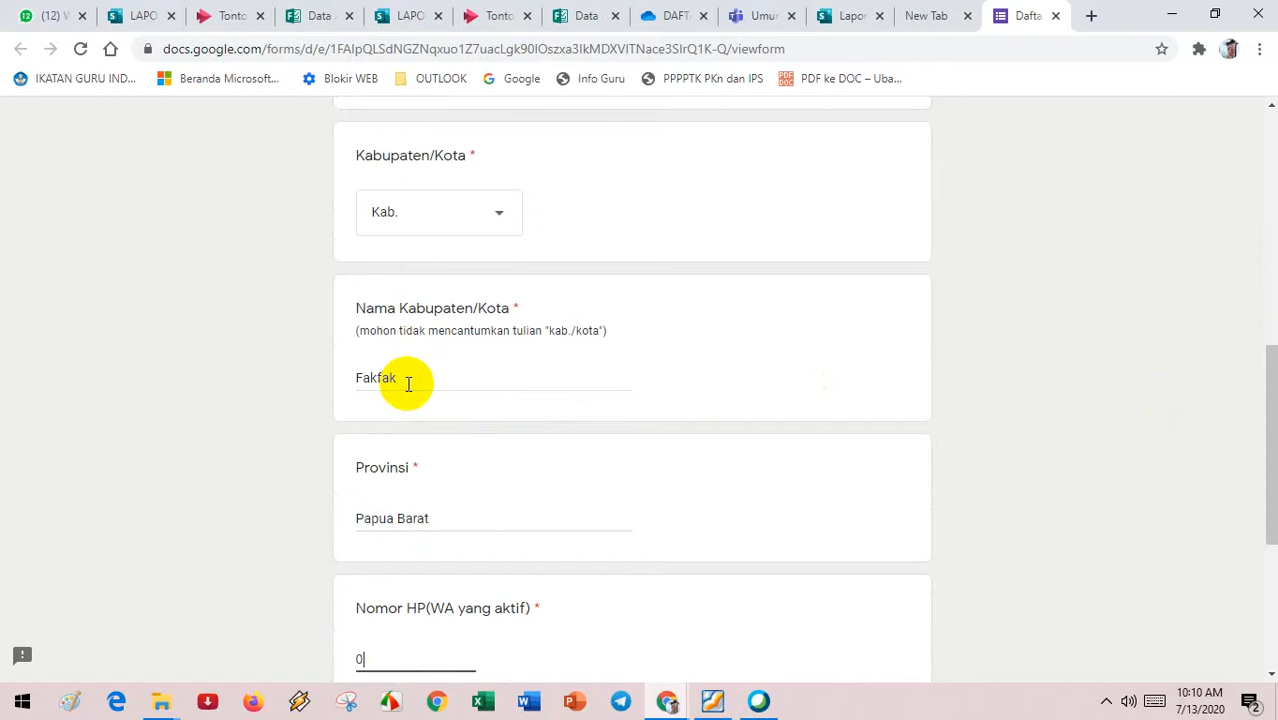 (12) V
LAPO
Tonto
Data
LAPO
Tonto
Data
DAFTA
Umur
Lapor
New Tab
Dafta
docs.google.com/forms/d/e/1FAIpQLSdNGZNqxuo1Z7uacLgk90IOszxa3IkMDXVITNace3SIrQ1K-Q/viewform
IKATAN GURU IND...
Beranda Microsoft...
Blokir WEB
OUTLOOK
Google
Info Guru
PPPPTK PKn dan IPS
PDF ke DOC – Uba...
Kabupaten/Kota *
Kab.
Nama Kabupaten/Kota *
(mohon tidak mencantumkan tulian "kab./kota")
Fakfak
Provinsi *
Papua Barat
Nomor HP(WA yang aktif) *
0
10:10 AM
7/13/2020
2